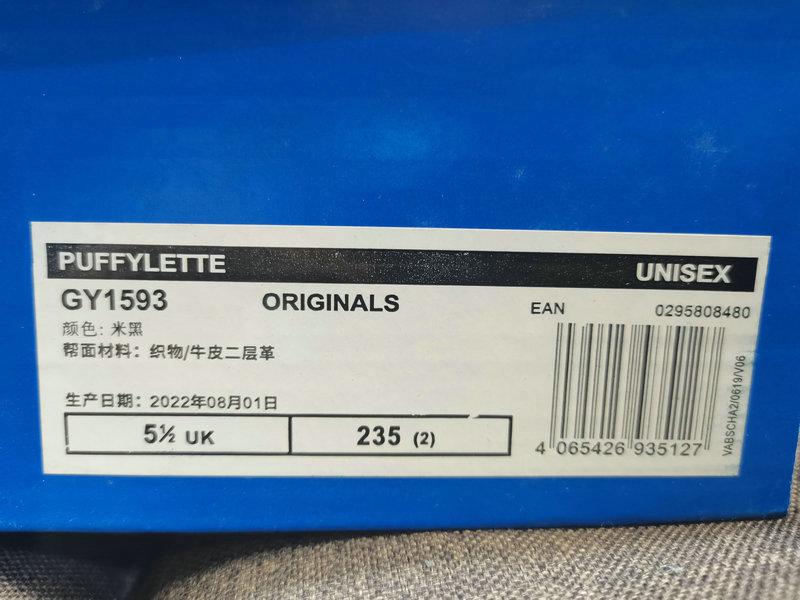 PUFFYLETTE UNISEX
GY1593 ORIGINALS EAN 0295808480
颜色: 米黑
帮面材料: 织物/牛皮二层革
生产日期: 2022年08月01日
5½ UK 235 (2)
4 065426 935127
VABSCHA2/0619/V06